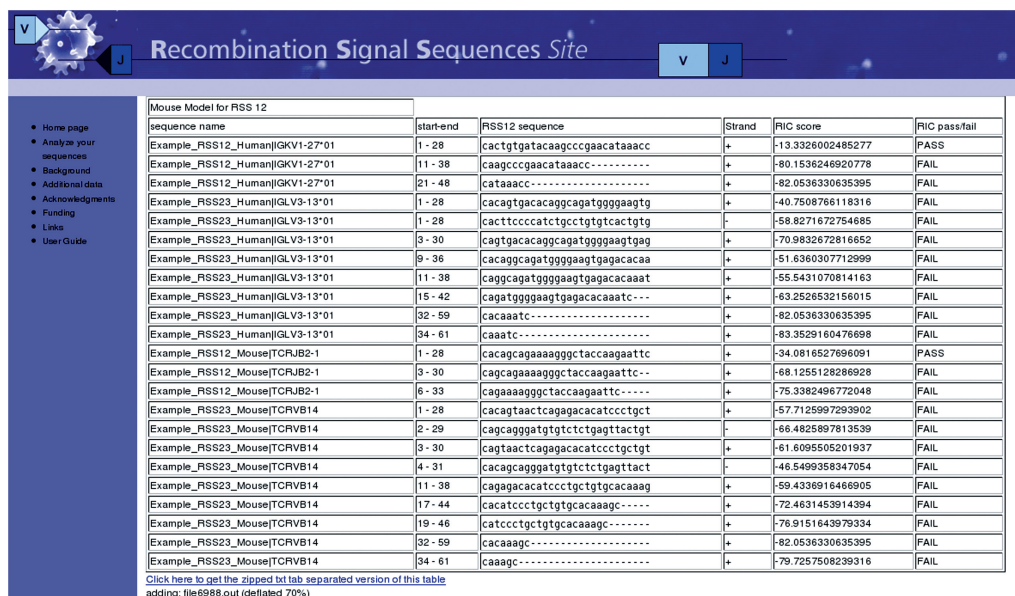 V
J
Recombination Signal Sequences Site
V J
Home page
Analyze your
sequences
Background
Additional data
Acknowledgments
Funding
Links
User Guide
Mouse Model for RSS 12
sequence name start-end RSS12 sequence Strand RIC score RIC pass/fail
Example_RSS12_Human|IGKV1-27*01 1 - 28 cactgtgatacaagcccgaacataaacc + -13.3326002485277 PASS
Example_RSS12_Human|IGKV1-27*01 11 - 38 caagcccgaacataaacc---------- + -80.1536246920778 FAIL
Example_RSS12_Human|IGKV1-27*01 21 - 48 cataaacc-------------------- + -82.0536330635395 FAIL
Example_RSS23_Human|IGLV3-13*01 1 - 28 cacagtgacacaggcagatggggaagtg + -40.7508766118316 FAIL
Example_RSS23_Human|IGLV3-13*01 1 - 28 cacttccccatctgcctgtgtcactgtg - -58.8271672754685 FAIL
Example_RSS23_Human|IGLV3-13*01 3 - 30 cagtgacacaggcagatggggaagtgag + -70.9832672816652 FAIL
Example_RSS23_Human|IGLV3-13*01 9 - 36 cacaggcagatggggaagtgagacacaa + -51.6360307712999 FAIL
Example_RSS23_Human|IGLV3-13*01 11 - 38 caggcagatggggaagtgagacacaaat + -55.5431070814163 FAIL
Example_RSS23_Human|IGLV3-13*01 15 - 42 cagatggggaagtgagacacaaatc--- + -63.2526532156015 FAIL
Example_RSS23_Human|IGLV3-13*01 32 - 59 cacaaatc-------------------- + -82.0536330635395 FAIL
Example_RSS23_Human|IGLV3-13*01 34 - 61 caaatc---------------------- + -83.3529160476698 FAIL
Example_RSS12_Mouse|TCRJB2-1 1 - 28 cacagcagaaaagggctaccaagaattc + -34.0816527696091 PASS
Example_RSS12_Mouse|TCRJB2-1 3 - 30 cagcagaaaagggctaccaagaattc-- + -68.1255128286928 FAIL
Example_RSS12_Mouse|TCRJB2-1 6 - 33 cagaaaagggctaccaagaattc----- + -75.3382496772048 FAIL
Example_RSS23_Mouse|TCRVB14 1 - 28 cacagtaactcagagacacatccctgct + -57.7125997293902 FAIL
Example_RSS23_Mouse|TCRVB14 2 - 29 cagcagggatgtgtctctgagttactgt - -66.4825897813539 FAIL
Example_RSS23_Mouse|TCRVB14 3 - 30 cagtaactcagagacacatccctgctgt + -61.6095505201937 FAIL
Example_RSS23_Mouse|TCRVB14 4 - 31 cacagcagggatgtgtctctgagttact - -46.5499358347054 FAIL
Example_RSS23_Mouse|TCRVB14 11 - 38 cagagacacatccctgctgtgcacaaag + -59.4336916466905 FAIL
Example_RSS23_Mouse|TCRVB14 17 - 44 cacatccctgctgtgcacaaagc----- + -72.4631453914394 FAIL
Example_RSS23_Mouse|TCRVB14 19 - 46 catccctgctgtgcacaaagc------- + -76.9151643979334 FAIL
Example_RSS23_Mouse|TCRVB14 32 - 59 cacaaagc-------------------- + -82.0536330635395 FAIL
Example_RSS23_Mouse|TCRVB14 34 - 61 caaagc---------------------- + -79.7257508239316 FAIL
Click here to get the zipped txt tab separated version of this table
adding: file6988.out (deflated 70%)